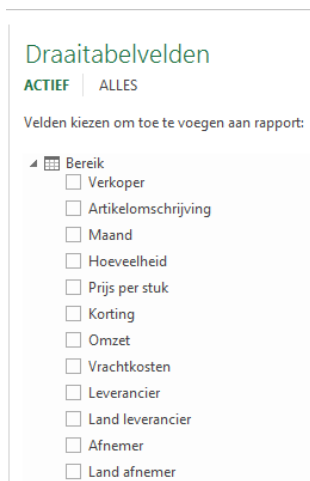 Draaitabelvelden
ACTIEF ALLES
Velden kiezen om toe te voegen aan rapport:
Bereik
Verkoper
Artikelomschrijving
Maand
Hoeveelheid
Prijs per stuk
Korting
Omzet
Vrachtkosten
Leverancier
Land leverancier
Afnemer
Land afnemer